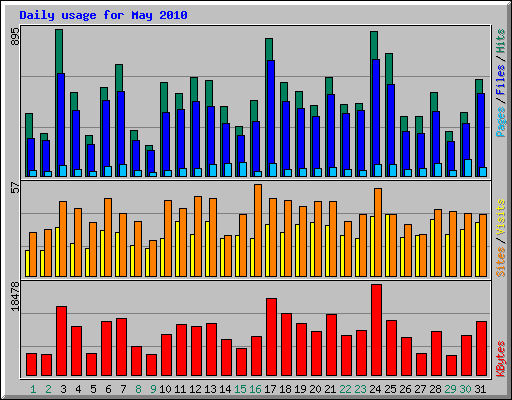 Daily usage for May 2010
895
Pages / Files / Hits
57
Sites / Visits
18478
KBytes
1 2 3 4 5 6 7 8 9 10 11 12 13 14 15 16 17 18 19 20 21 22 23 24 25 26 27 28 29 30 31